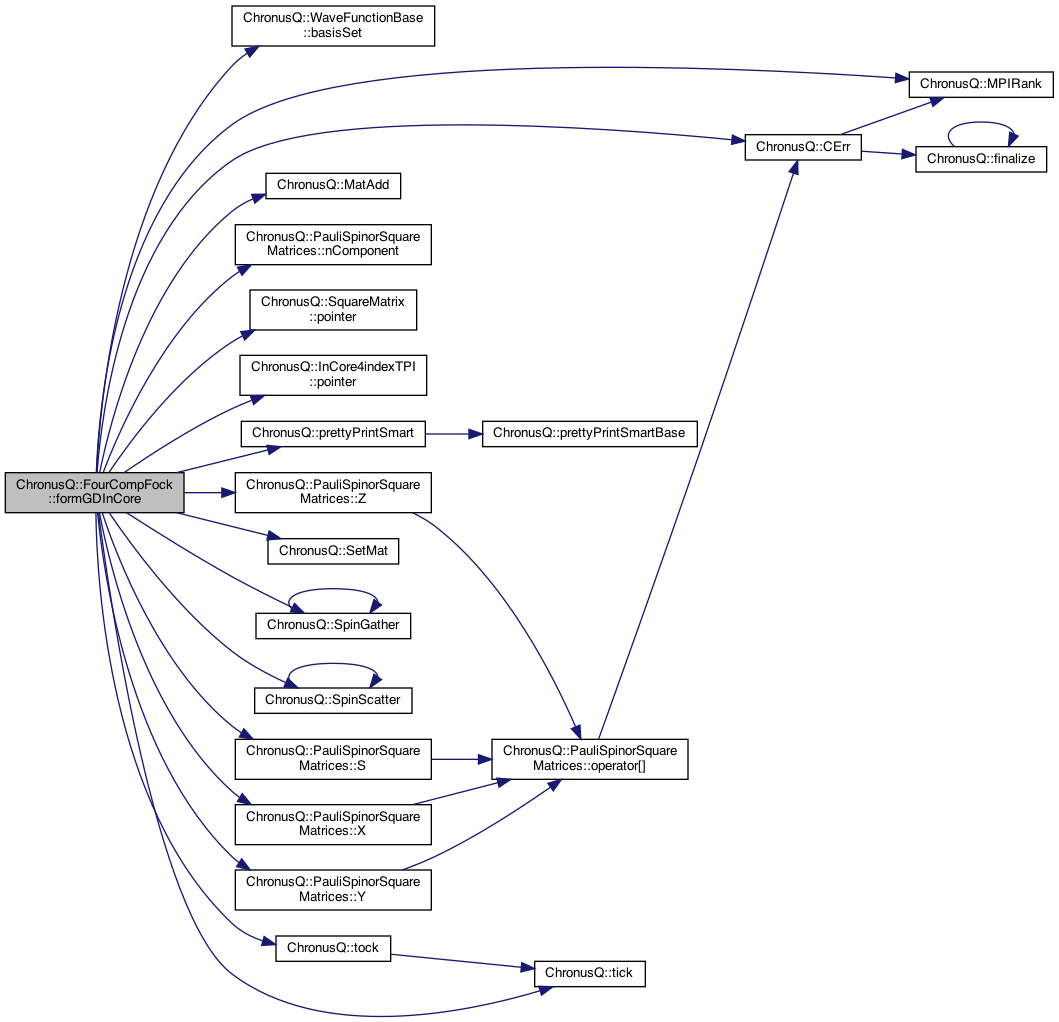 ChronusQ::WaveFunctionBase
::basisSet
ChronusQ::MPIRank
ChronusQ::CErr
ChronusQ::finalize
ChronusQ::MatAdd
ChronusQ::PauliSpinorSquare
Matrices::nComponent
ChronusQ::SquareMatrix
::pointer
ChronusQ::InCore4indexTPI
::pointer
ChronusQ::prettyPrintSmart
ChronusQ::prettyPrintSmartBase
ChronusQ::FourCompFock
::formGDInCore
ChronusQ::PauliSpinorSquare
Matrices::Z
ChronusQ::SetMat
ChronusQ::SpinGather
ChronusQ::SpinScatter
ChronusQ::PauliSpinorSquare
Matrices::S
ChronusQ::PauliSpinorSquare
Matrices::operator[]
ChronusQ::PauliSpinorSquare
Matrices::X
ChronusQ::PauliSpinorSquare
Matrices::Y
ChronusQ::tock
ChronusQ::tick